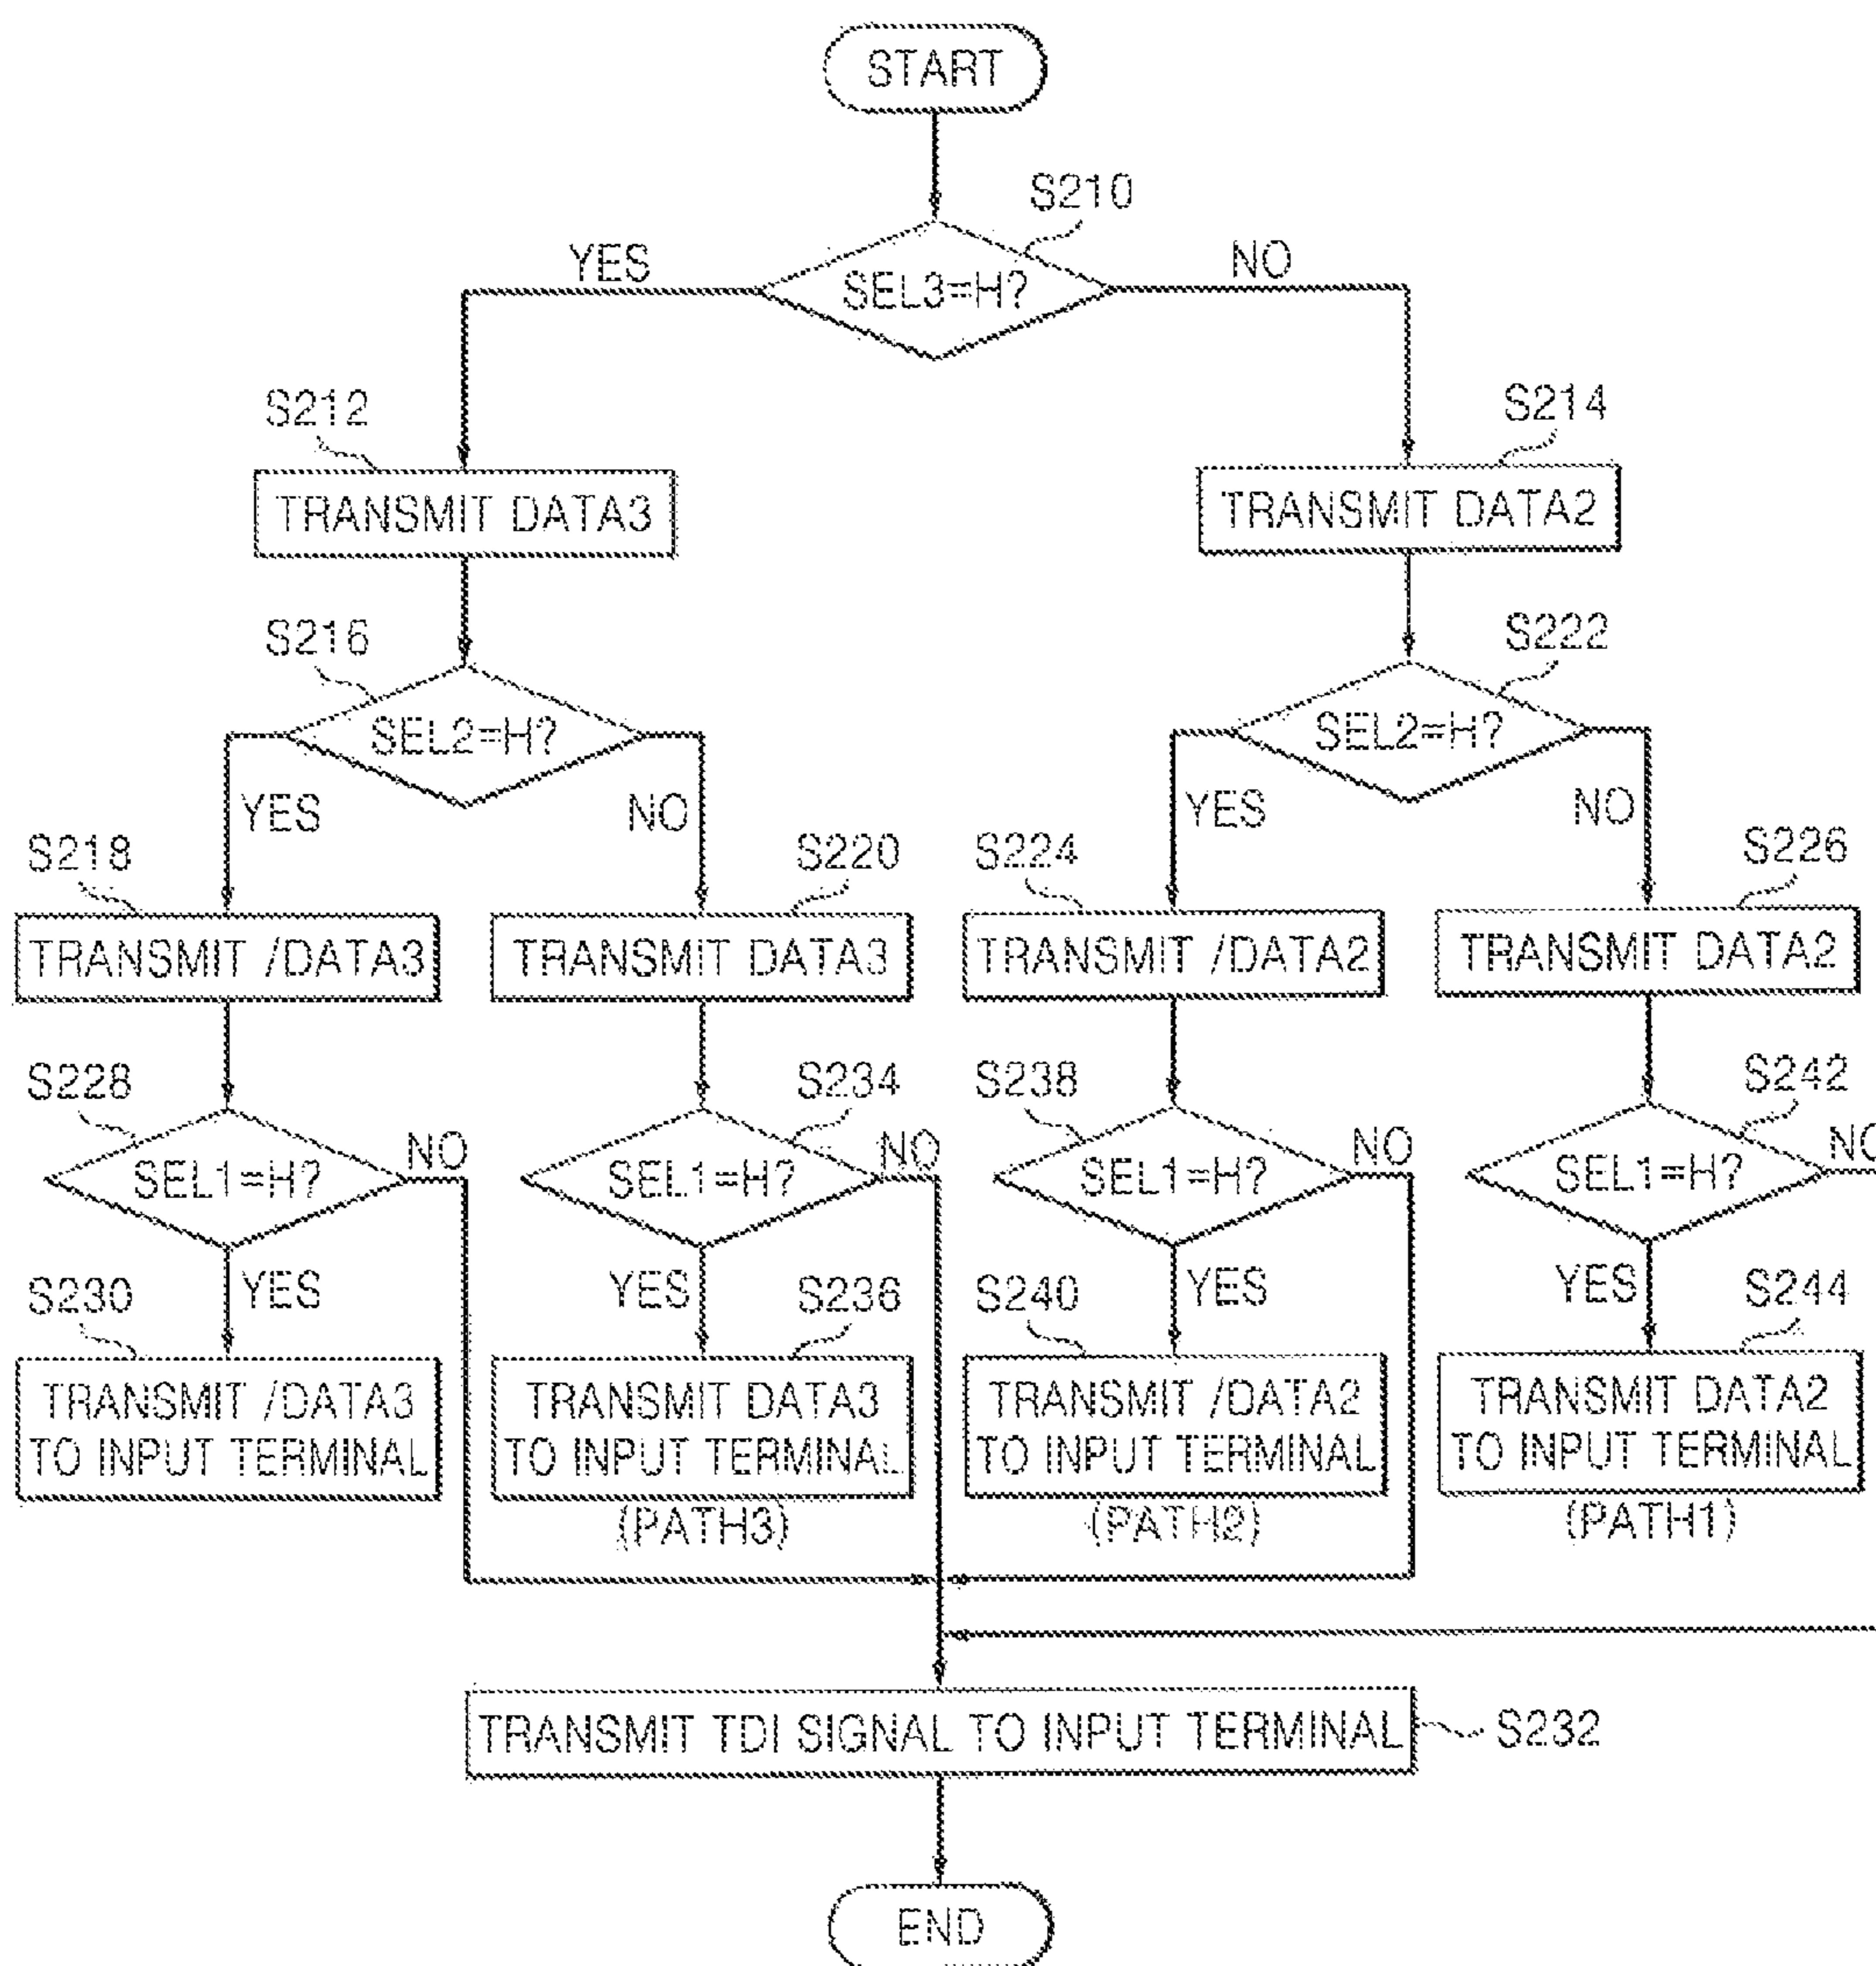 START
S210
YES
NO
SEL3=H?
S212
S214
TRANSMIT DATA3
TRANSMIT DATA2
S216
S222
SEL2=H?
SEL2=H?
YES
NO
YES
NO
S218
S220
S224
S226
TRANSMIT /DATA3
TRANSMIT DATA3
TRANSMIT /DATA2
TRANSMIT DATA2
S228
S234
S238
S242
NO
NO
NO
NO
SEL1=H?
SEL1=H?
SEL1=H?
SEL1=H?
YES
YES
YES
YES
S230
S236
S240
S244
TRANSMIT /DATA3
TO INPUT TERMINAL
TRANSMIT DATA3
TO INPUT TERMINAL
(PATH3)
TRANSMIT /DATA2
TO INPUT TERMINAL
(PATH2)
TRANSMIT DATA2
TO INPUT TERMINAL
(PATH1)
TRANSMIT TDI SIGNAL TO INPUT TERMINAL
S232
END